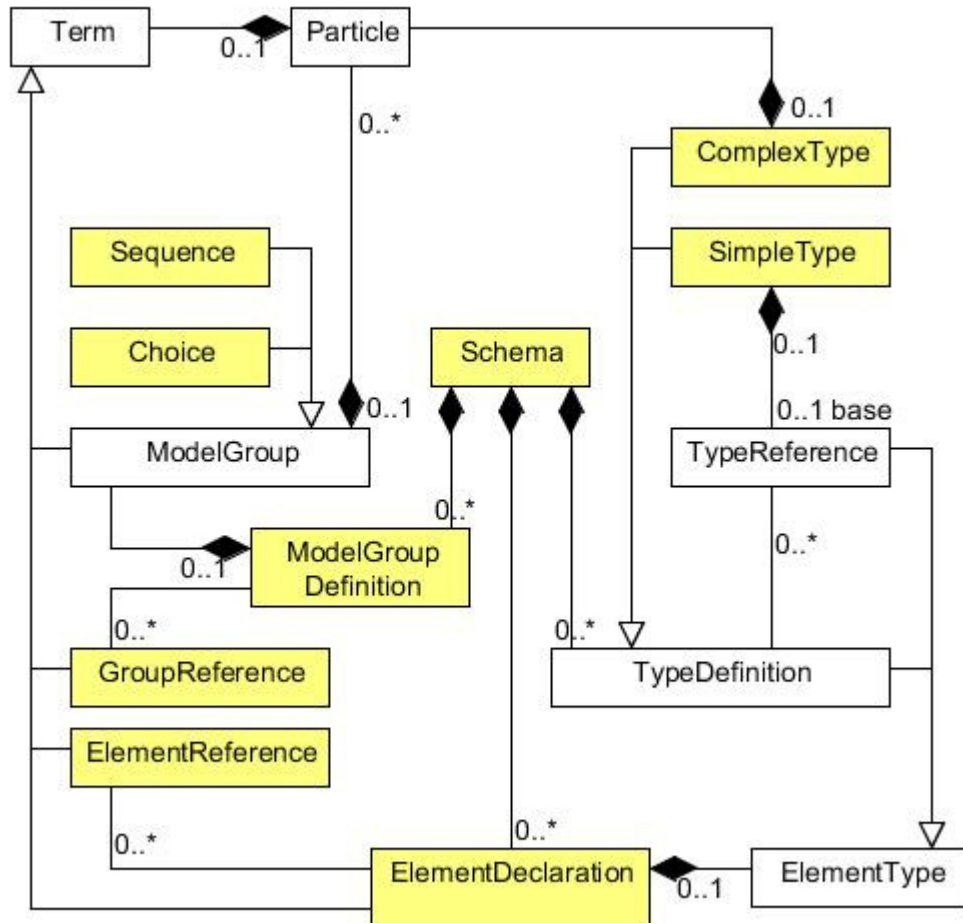 Term
Particle
0..1
0..*
0..1
ComplexType
Sequence
SimpleType
Choice
Schema
0..1
0..1
0..1 base
ModelGroup
TypeReference
0..*
ModelGroup
Definition
0..1
0..*
0..*
0..*
GroupReference
TypeDefinition
ElementReference
0..*
0..*
ElementDeclaration
0..1
ElementType